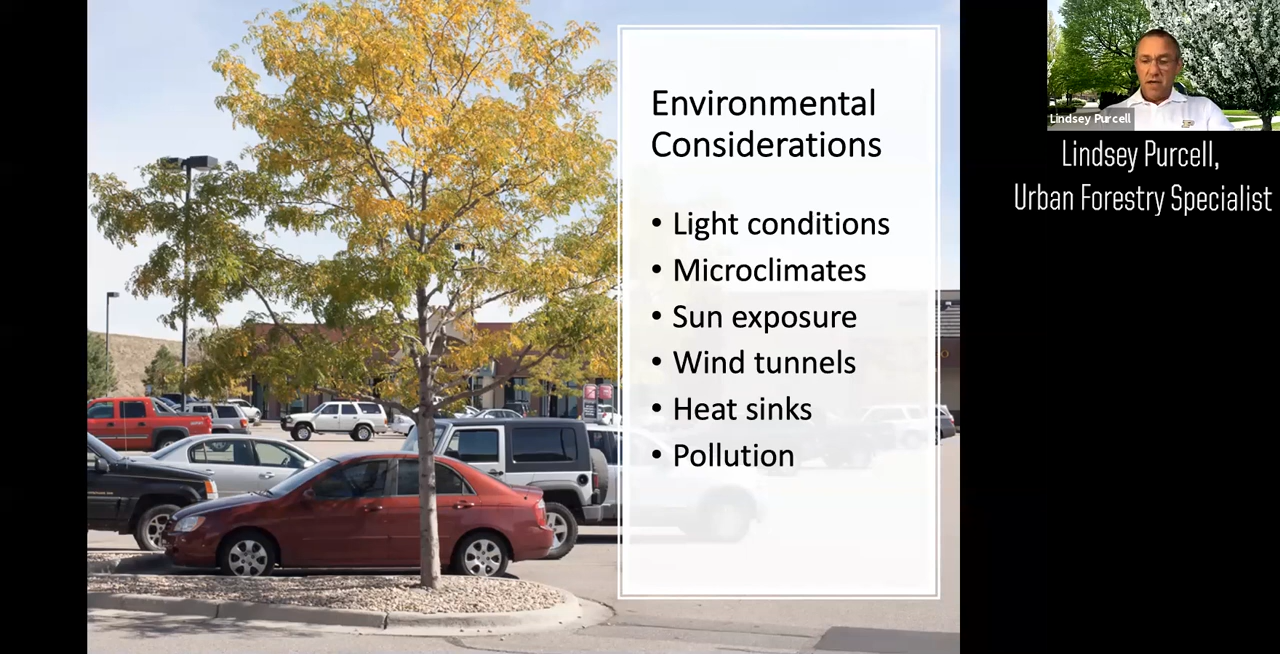 Environmental
Considerations
• Light conditions
• Microclimates
• Sun exposure
• Wind tunnels
• Heat sinks
• Pollution
Lindsey Purcell
Lindsey Purcell,
Urban Forestry Specialist